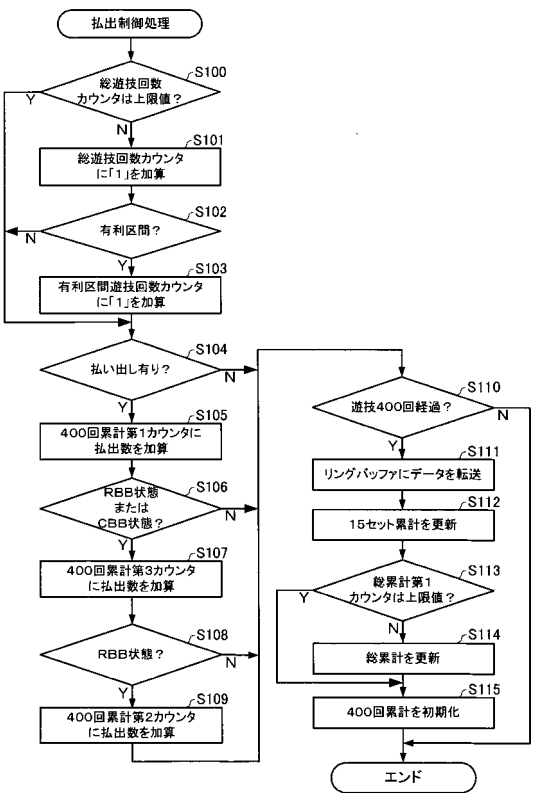 払出制御処理
S100
総遊技回数
カウンタは上限値？
Y
N
S101
総遊技回数カウンタ
に「１」を加算
S102
有利区間？
N
Y
S103
有利区間遊技回数カウンタ
に「１」を加算
S104
払い出し有り？
N
Y
S105
400回累計第1カウンタに
払出数を加算
S106
RBB状態
または
CBB状態？
N
Y
S107
400回累計第3カウンタ
に払出数を加算
S108
RBB状態？
N
Y
S109
400回累計第2カウンタ
に払出数を加算
S110
遊技400回経過？
N
Y
S111
リングバッファにデータを転送
S112
15セット累計を更新
S113
総累計第1
カウンタは上限値？
Y
N
S114
総累計を更新
S115
400回累計を初期化
エンド